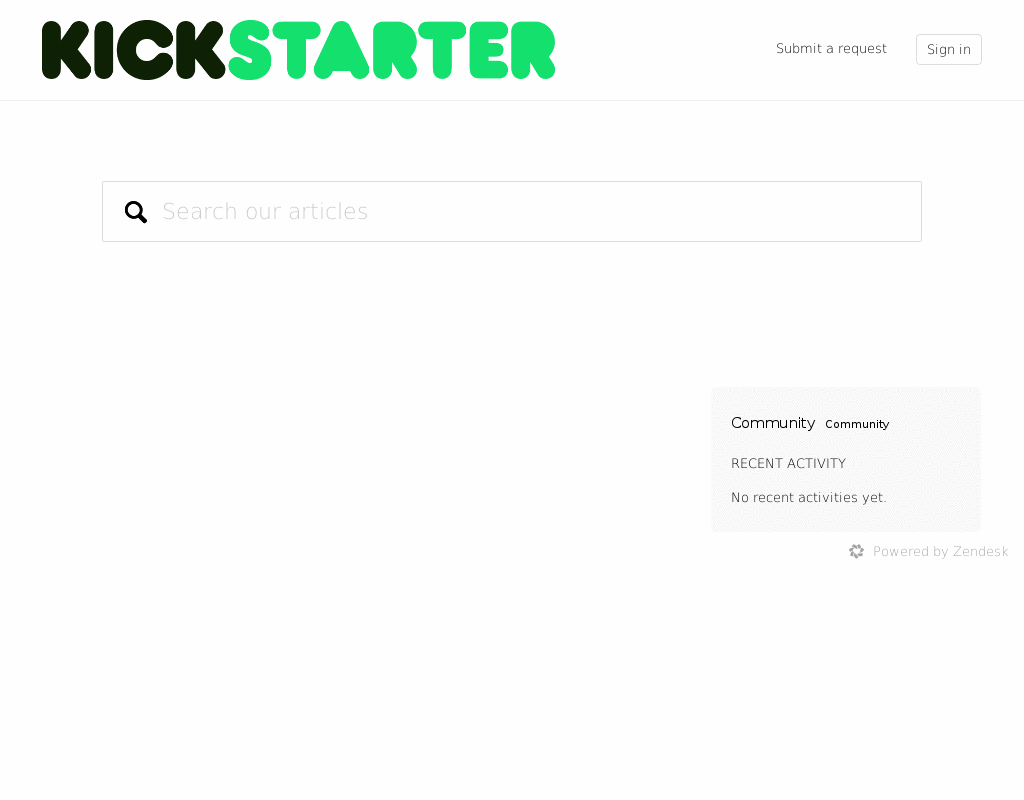 KICKSTARTER
Submit a request
Sign in
Search our articles
Community Community
RECENT ACTIVITY
No recent activities yet.
Powered by Zendesk